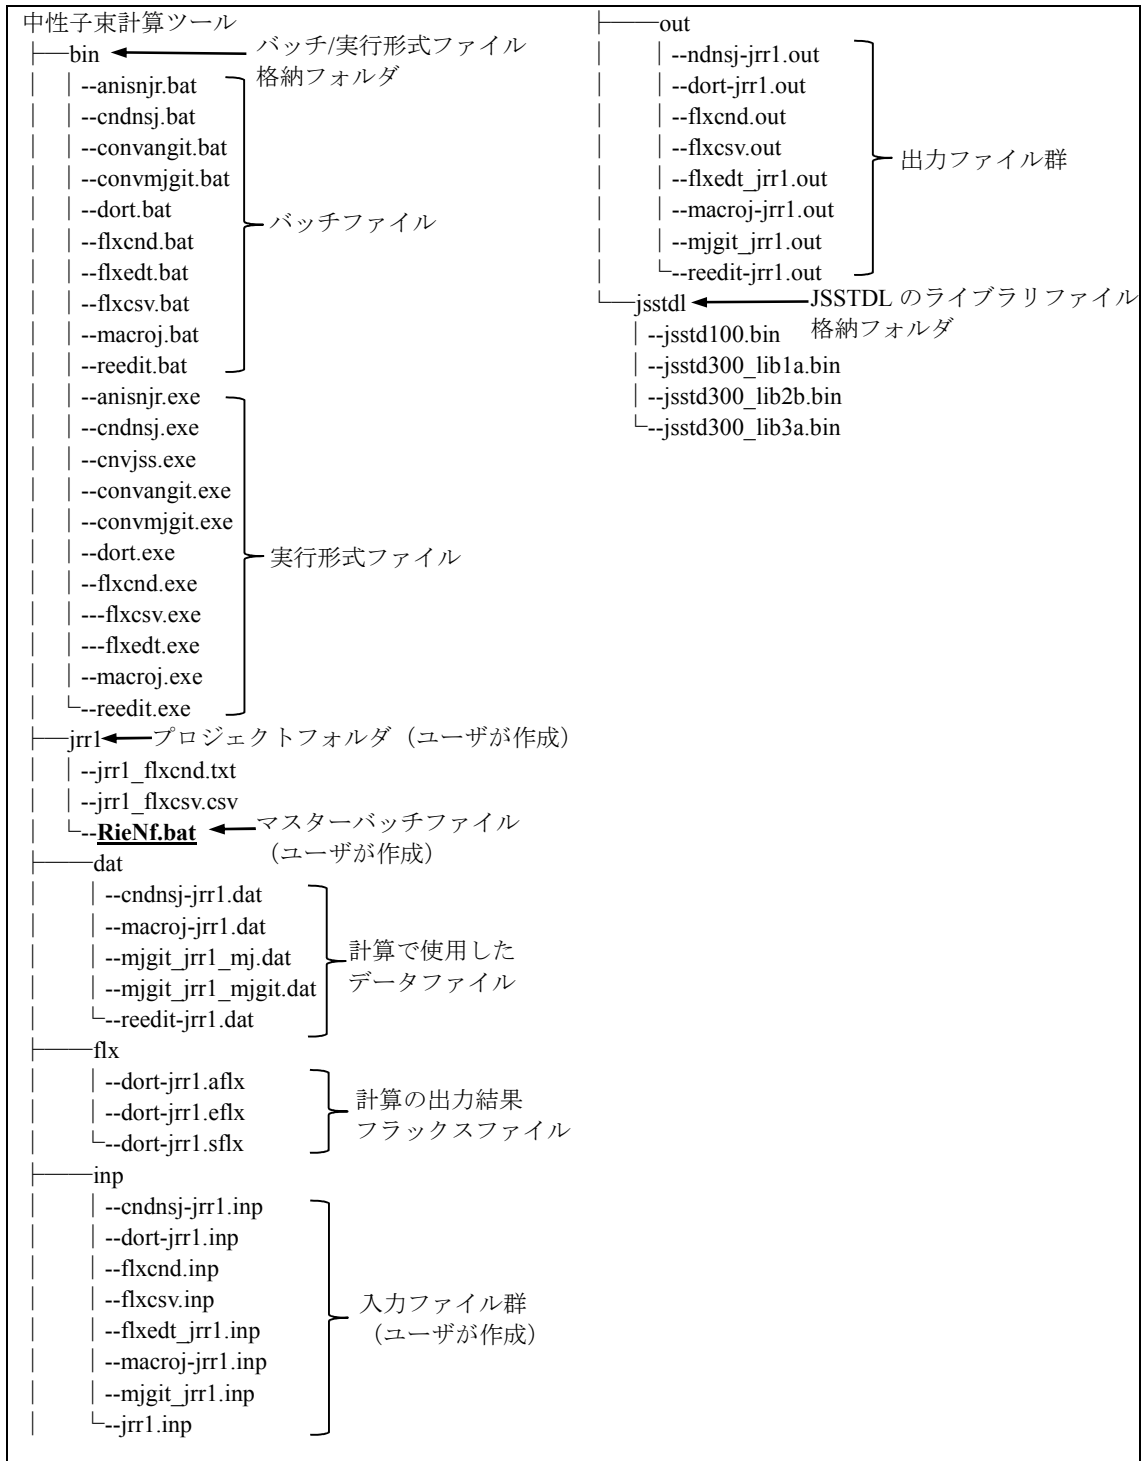 中性子束計算ツール
├──bin
バッチ/実行形式ファイル
格納フォルダ
│ │--anisnjr.bat
│ │--cndnsj.bat
│ │--convangit.bat
│ │--convmjgit.bat
│ │--dort.bat
│ │--flxcnd.bat
│ │--flxedt.bat
│ │--flxcsv.bat
│ │--macroj.bat
│ │--reedit.bat
バッチファイル
│ │--anisnjr.exe
│ │--cndnsj.exe
│ │--cnvjss.exe
│ │--convangit.exe
│ │--convmjgit.exe
│ │--dort.exe
│ │--flxcnd.exe
│ │---flxcsv.exe
│ │---flxedt.exe
│ │--macroj.exe
│ └--reedit.exe
実行形式ファイル
├──jrr1
プロジェクトフォルダ（ユーザが作成）
│ │--jrr1_flxcnd.txt
│ │--jrr1_flxcsv.csv
│ └--RieNf.bat
マスターバッチファイル
（ユーザが作成）
├───dat
│ │--cndnsj-jrr1.dat
│ │--macroj-jrr1.dat
│ │--mjgit_jrr1_mj.dat
│ │--mjgit_jrr1_mjgit.dat
│ └--reedit-jrr1.dat
計算で使用した
データファイル
├───flx
│ │--dort-jrr1.aflx
│ │--dort-jrr1.eflx
│ └--dort-jrr1.sflx
計算の出力結果
フラックスファイル
├───inp
│ │--cndnsj-jrr1.inp
│ │--dort-jrr1.inp
│ │--flxcnd.inp
│ │--flxcsv.inp
│ │--flxedt_jrr1.inp
│ │--macroj-jrr1.inp
│ │--mjgit_jrr1.inp
│ └--jrr1.inp
入力ファイル群
（ユーザが作成）
├───out
│ │--ndnsj-jrr1.out
│ │--dort-jrr1.out
│ │--flxcnd.out
│ │--flxcsv.out
│ │--flxedt_jrr1.out
│ │--macroj-jrr1.out
│ │--mjgit_jrr1.out
│ └--reedit-jrr1.out
出力ファイル群
└──jsstdl
JSSTDL のライブラリファイル
格納フォルダ
│--jsstd100.bin
│--jsstd300_lib1a.bin
│--jsstd300_lib2b.bin
└--jsstd300_lib3a.bin